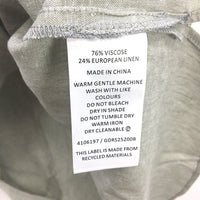 76% VISCOSE
24% EUROPEAN LINEN
MADE IN CHINA
WARM GENTLE MACHINE
WASH WITH LIKE
COLOURS
DO NOT BLEACH
DRY IN SHADE
DO NOT TUMBLE DRY
WARM IRON
DRY CLEANABLE Ⓟ
4106197 / GDRS252008
THIS LABEL IS MADE FROM
RECYCLED MATERIALS